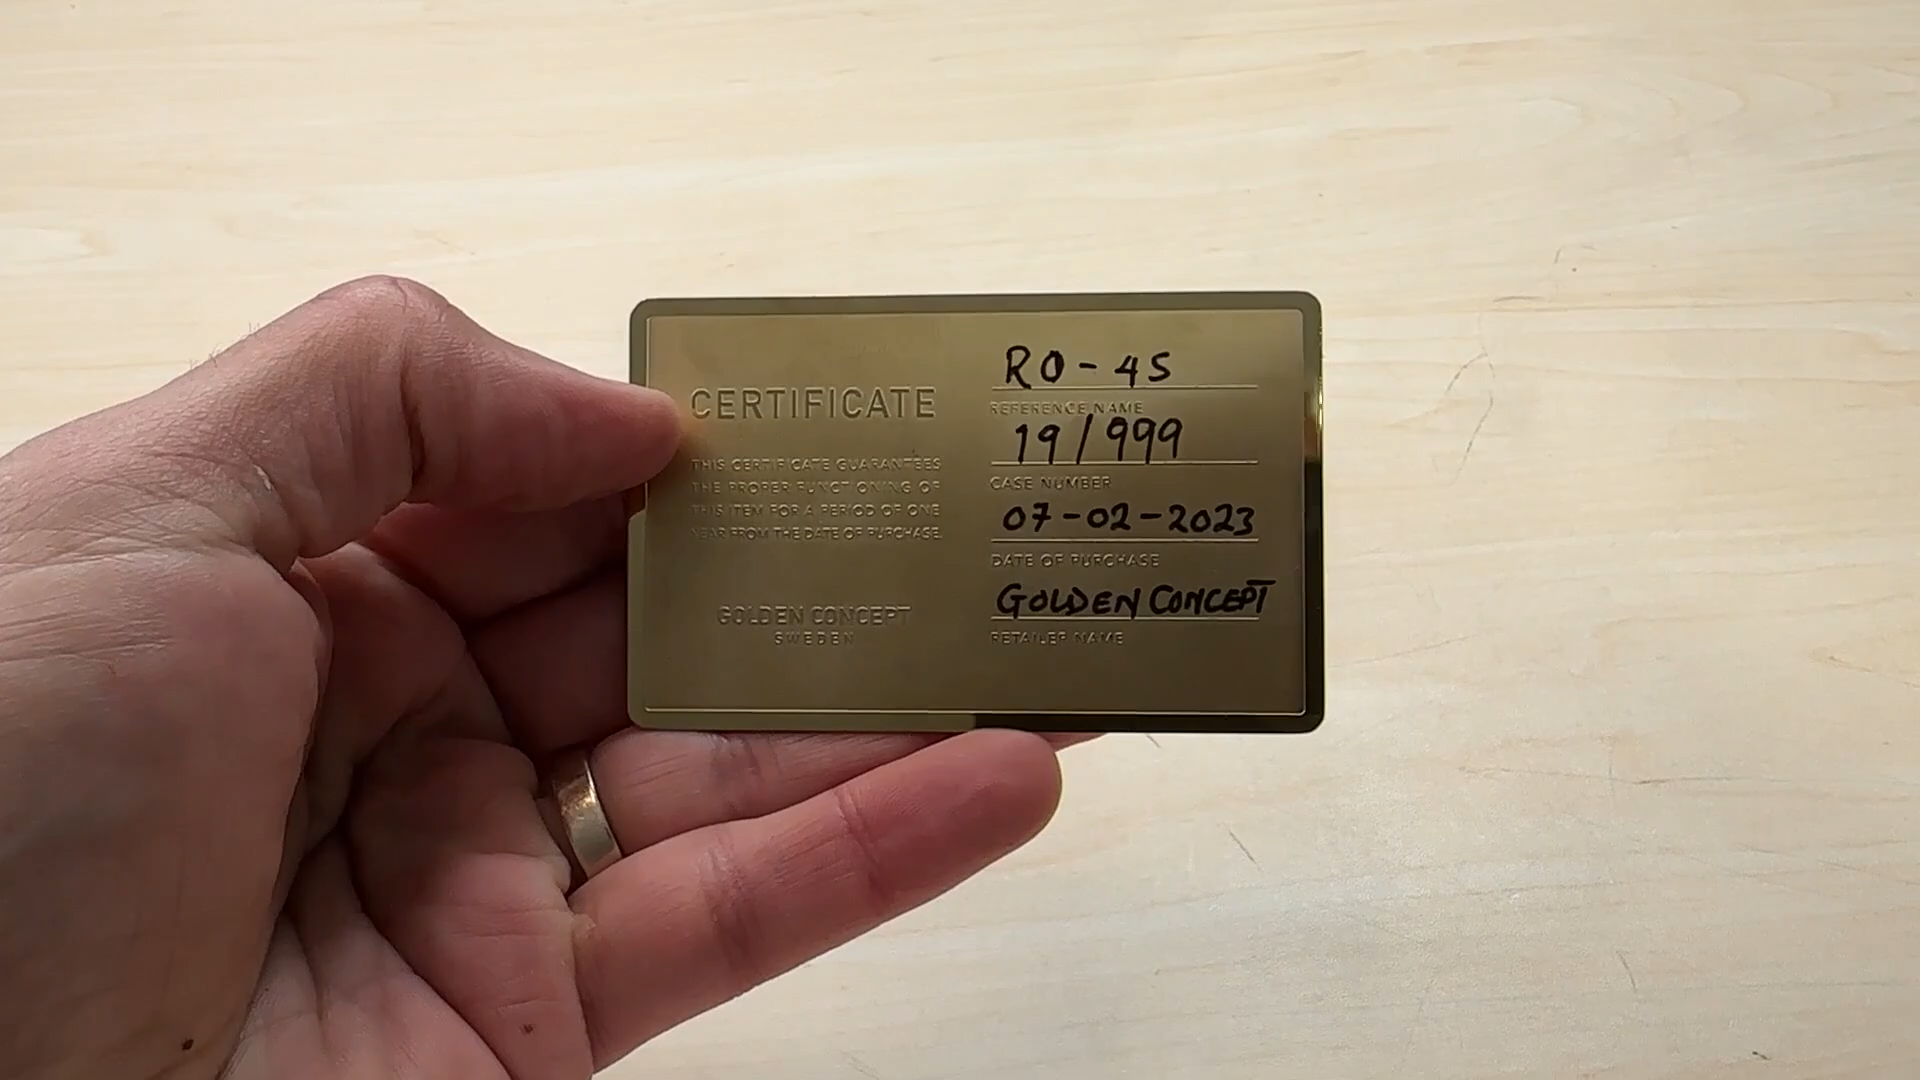 CERTIFICATE
THIS CERTIFICATE GUARANTEES
THE PROPER FUNCTIONING OF
THIS ITEM FOR A PERIOD OF ONE
YEAR FROM THE DATE OF PURCHASE.
GOLDEN CONCEPT
SWEDEN
RO-45
REFERENCE NAME
19/999
CASE NUMBER
07-02-2023
DATE OF PURCHASE
GOLDEN CONCEPT
RETAILER NAME